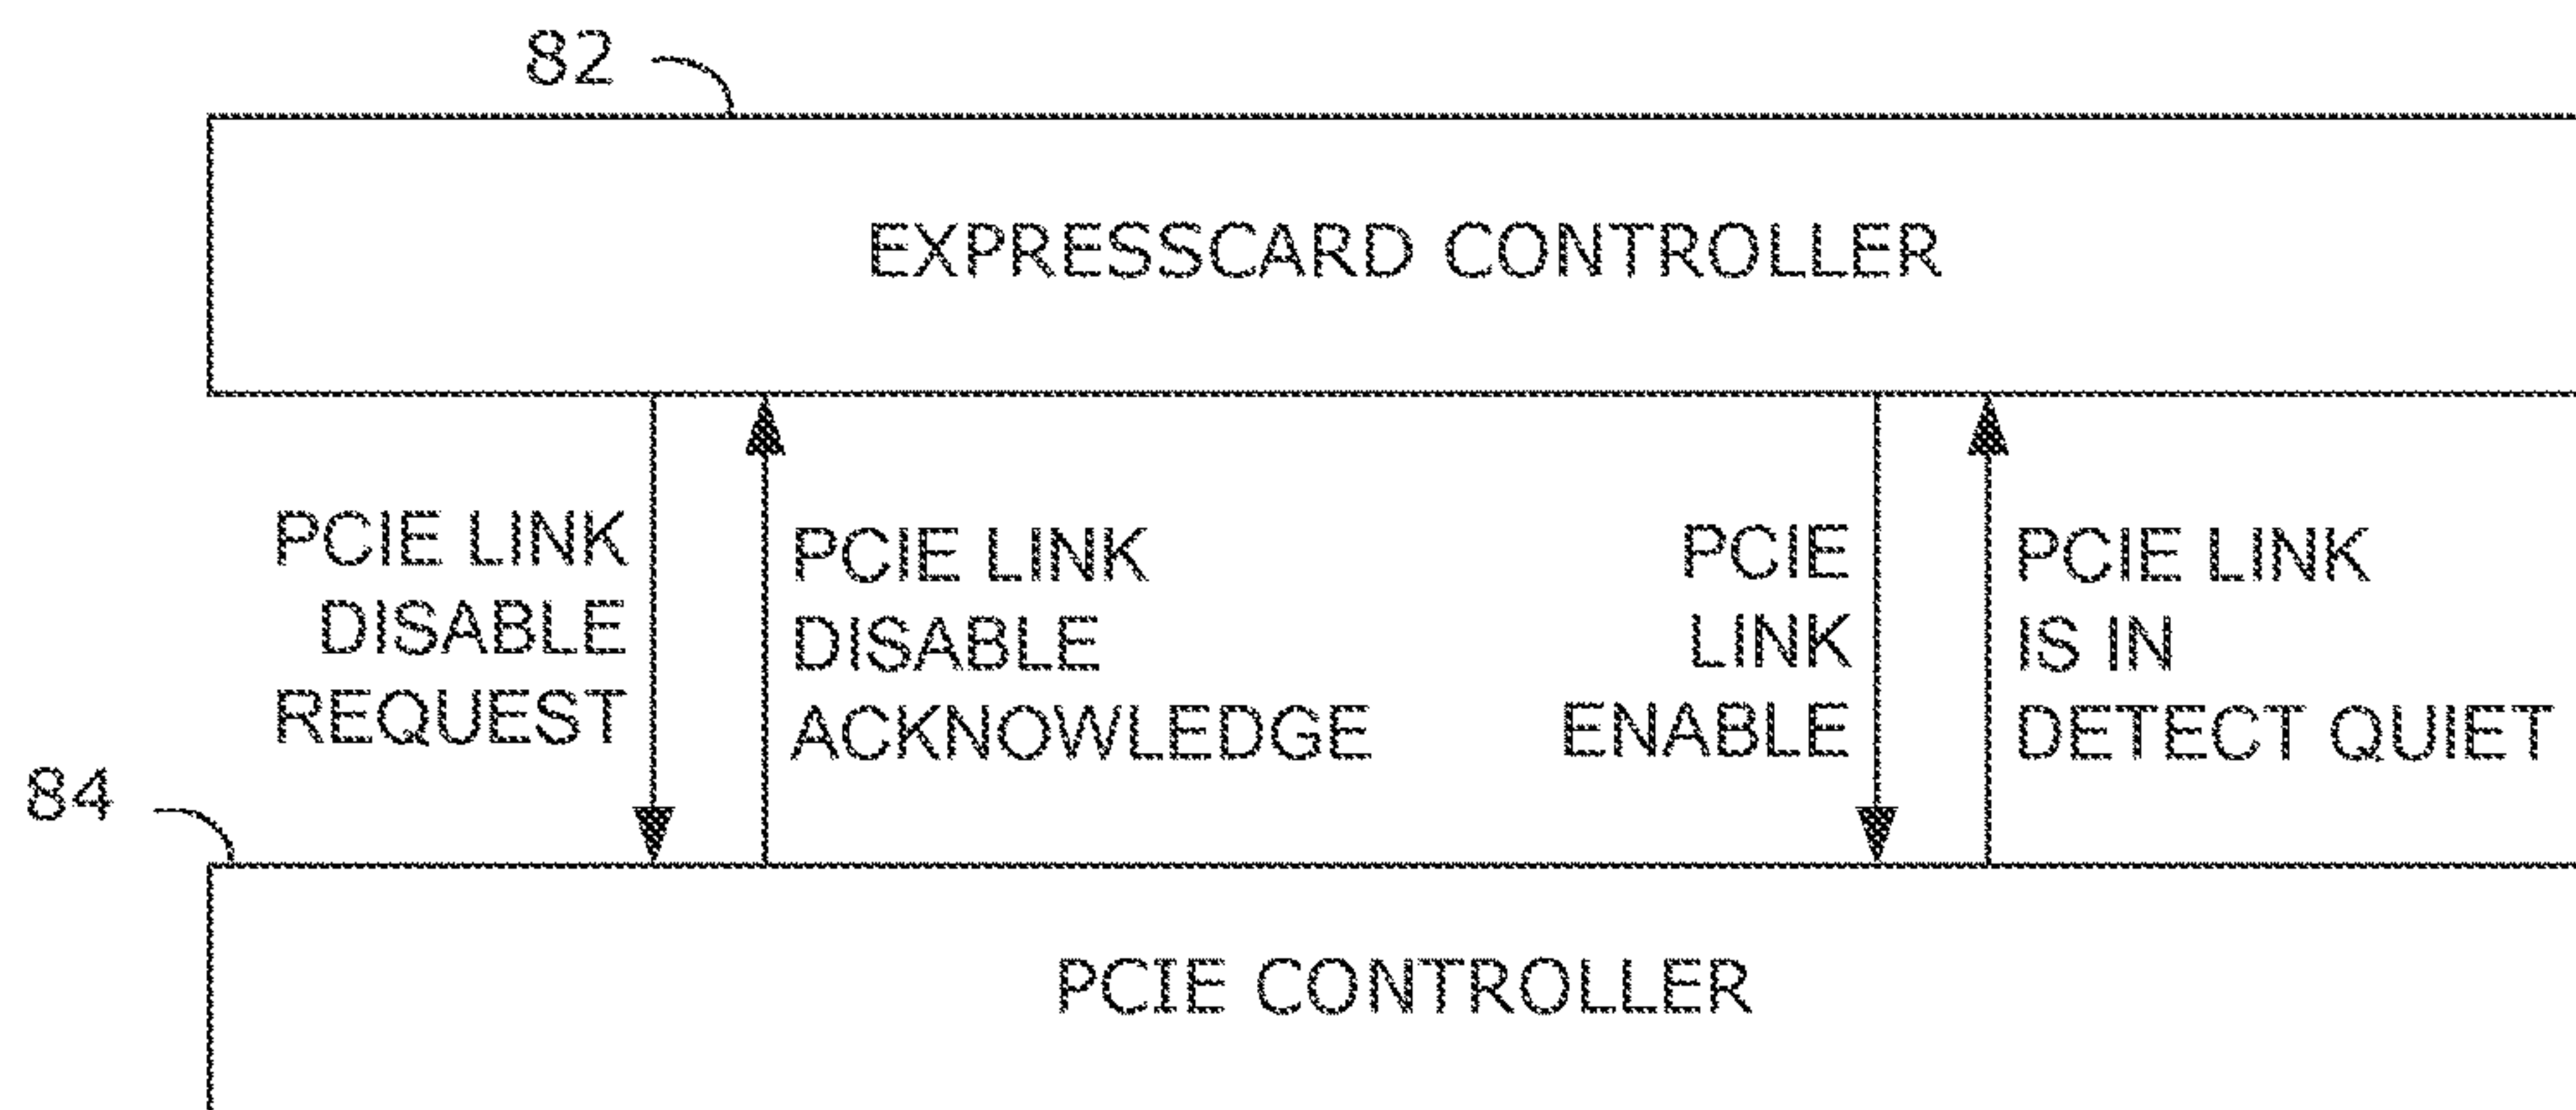 82
EXPRESSCARD CONTROLLER
PCIE LINK
DISABLE
REQUEST
PCIE LINK
DISABLE
ACKNOWLEDGE
PCIE
LINK
ENABLE
PCIE LINK
IS IN
DETECT QUIET
84
PCIE CONTROLLER